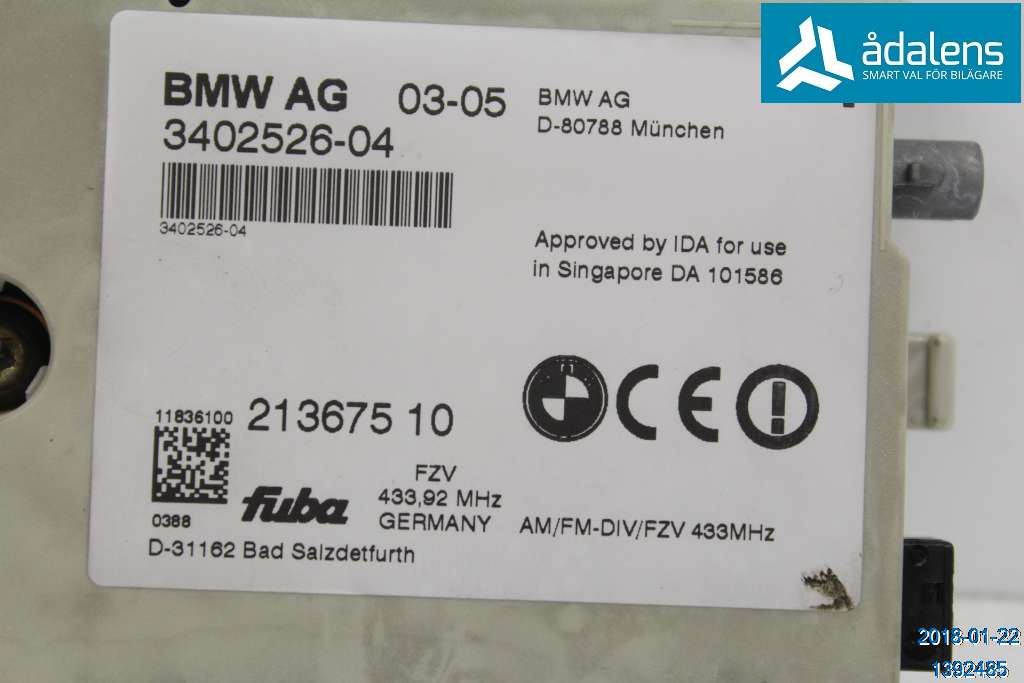 ådalens
SMART VAL FÖR BILÄGARE
BMW AG 03-05
3402526-04
3402526-04
BMW AG
D-80788 München
Approved by IDA for use
in Singapore DA 101586
CE
11836100
213675 10
0388
fuba
FZV
433,92 MHz
GERMANY
AM/FM-DIV/FZV 433MHz
D-31162 Bad Salzdetfurth
2018-01-22
1392485